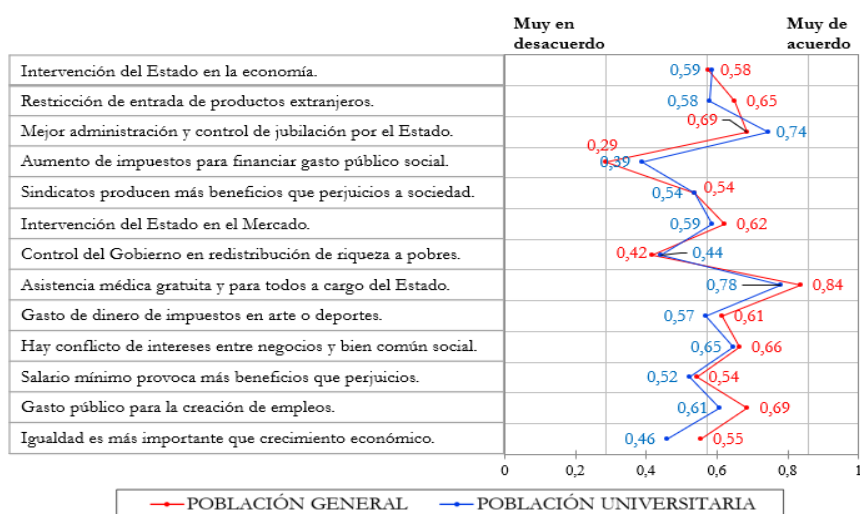 Muy en desacuerdo
Muy de acuerdo
Intervención del Estado en la economía.
0,59
0,58
Restricción de entrada de productos extranjeros.
0,58
0,65
Mejor administración y control de jubilación por el Estado.
0,69
0,74
Aumento de impuestos para financiar gasto público social.
0,29
0,39
Sindicatos producen más beneficios que perjuicios a sociedad.
0,54
0,54
Intervención del Estado en el Mercado.
0,59
0,62
Control del Gobierno en redistribución de riqueza a pobres.
0,42
0,44
Asistencia médica gratuita y para todos a cargo del Estado.
0,78
0,84
Gasto de dinero de impuestos en arte o deportes.
0,57
0,61
Hay conflicto de intereses entre negocios y bien común social.
0,65
0,66
Salario mínimo provoca más beneficios que perjuicios.
0,52
0,54
Gasto público para la creación de empleos.
0,61
0,69
Igualdad es más importante que crecimiento económico.
0,46
0,55
0 0,2 0,4 0,6 0,8 1
POBLACIÓN GENERAL POBLACIÓN UNIVERSITARIA